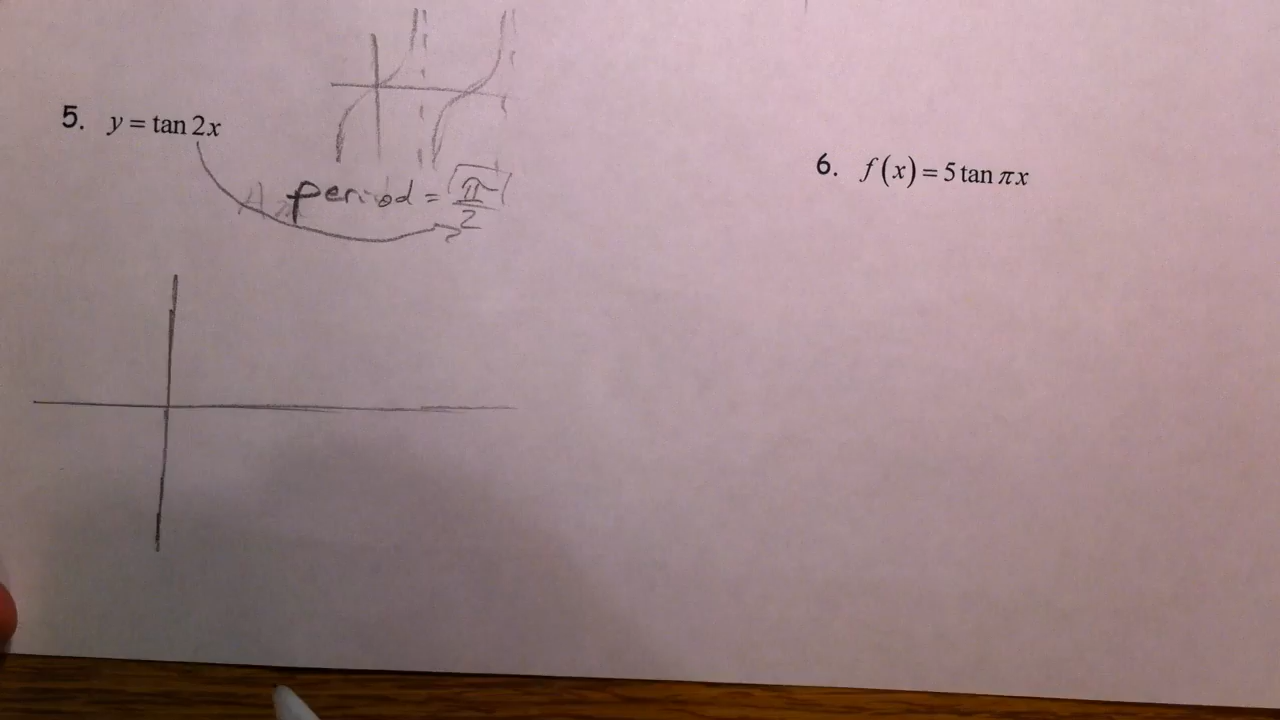 5. y = tan 2x
period = π/2
6. f(x) = 5 tan πx